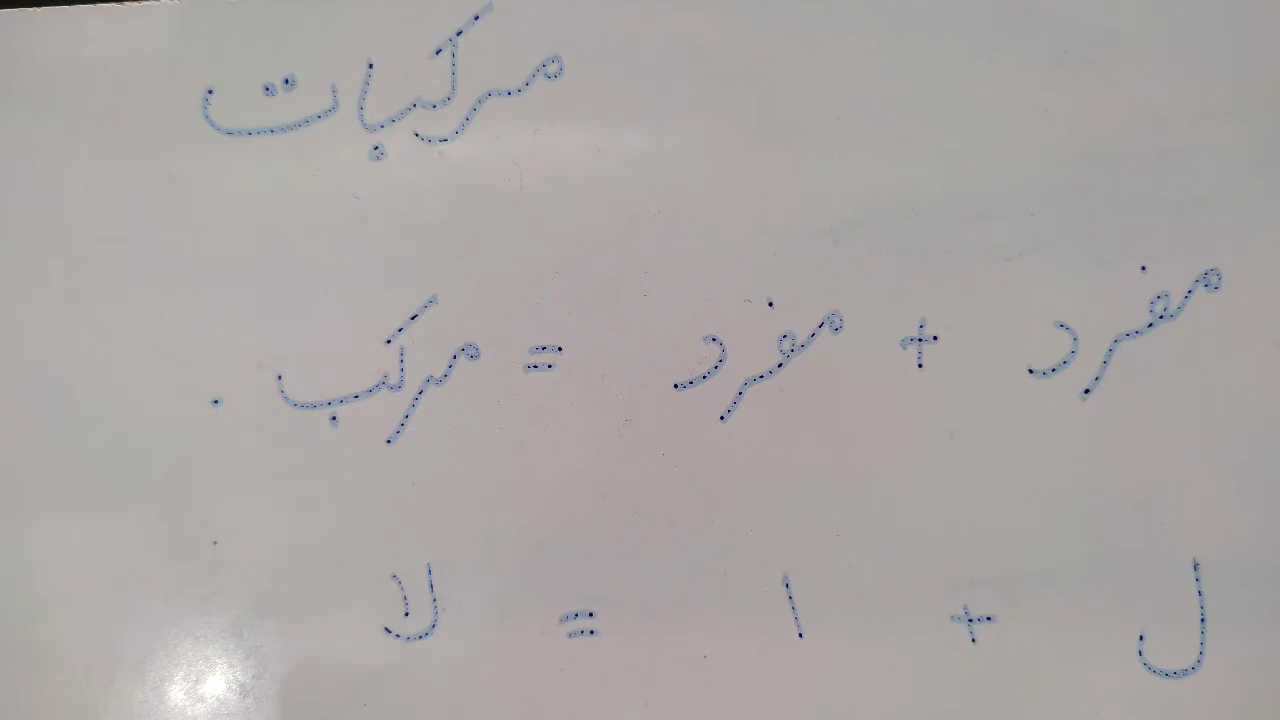 مرکبات
مفرد + مفرد = مرکب .
ل + ا = لا